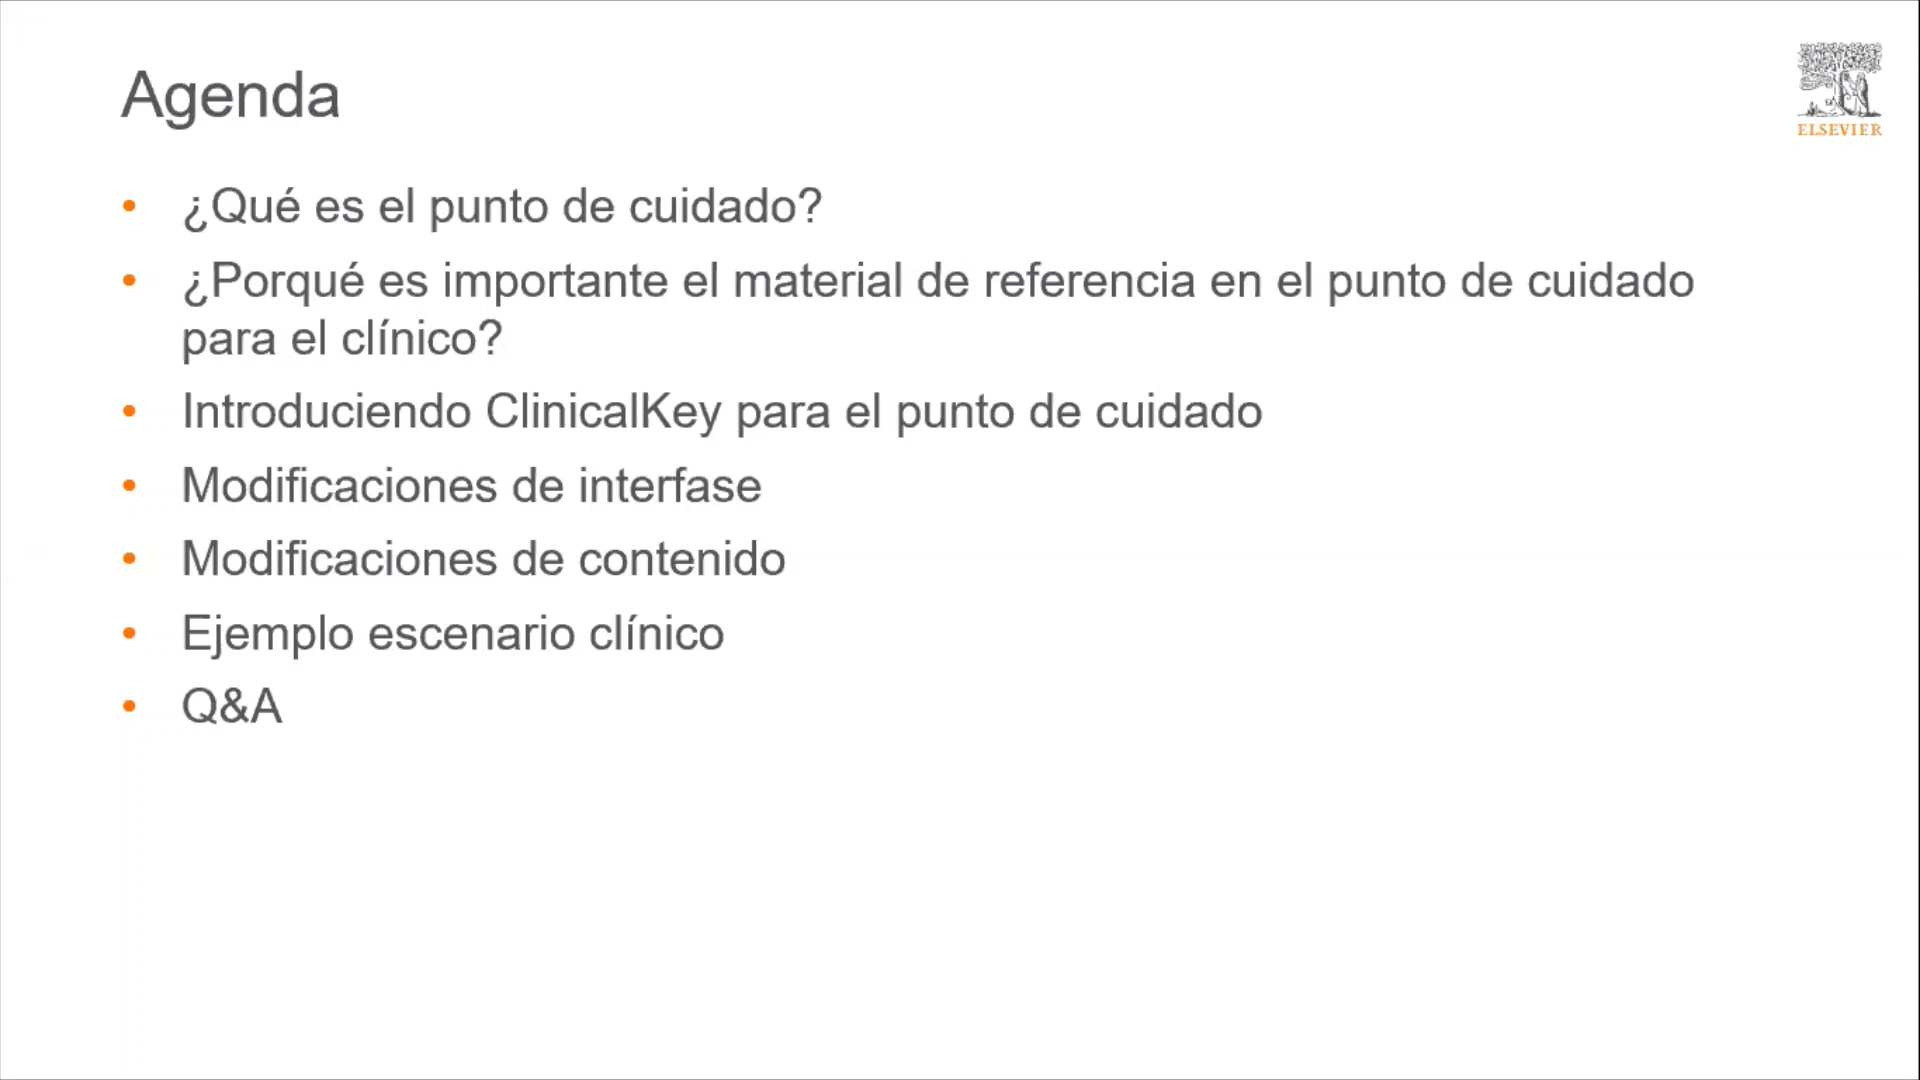 Agenda
ELSEVIER
• ¿Qué es el punto de cuidado?
• ¿Porqué es importante el material de referencia en el punto de cuidado
para el clínico?
• Introduciendo ClinicalKey para el punto de cuidado
• Modificaciones de interfase
• Modificaciones de contenido
• Ejemplo escenario clínico
• Q&A